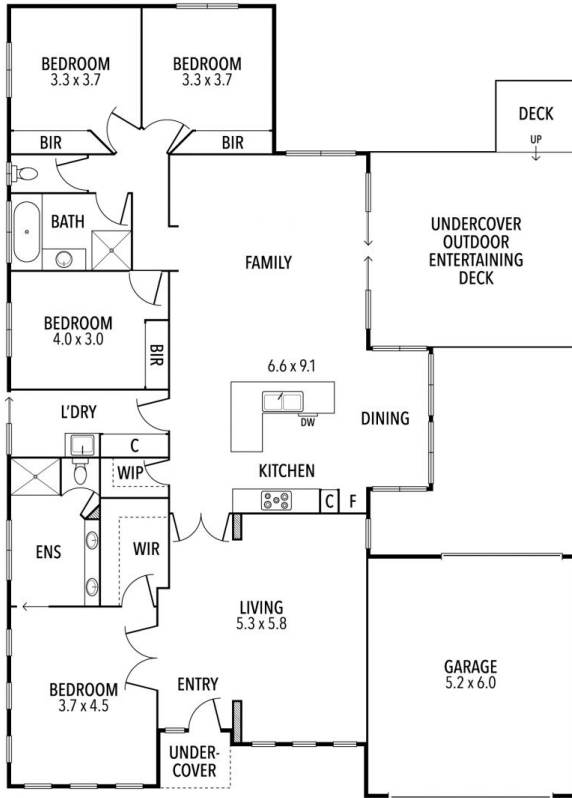 BEDROOM
3.3 x 3.7
BEDROOM
3.3 x 3.7
BIR
BIR
DECK
UP
BATH
FAMILY
UNDERCOVER
OUTDOOR
ENTERTAINING
DECK
BEDROOM
4.0 x 3.0
BIR
6.6 x 9.1
DW
DINING
L'DRY
C
WIP
KITCHEN
C
F
ENS
WIR
LIVING
5.3 x 5.8
GARAGE
5.2 x 6.0
BEDROOM
3.7 x 4.5
ENTRY
UNDER-
COVER